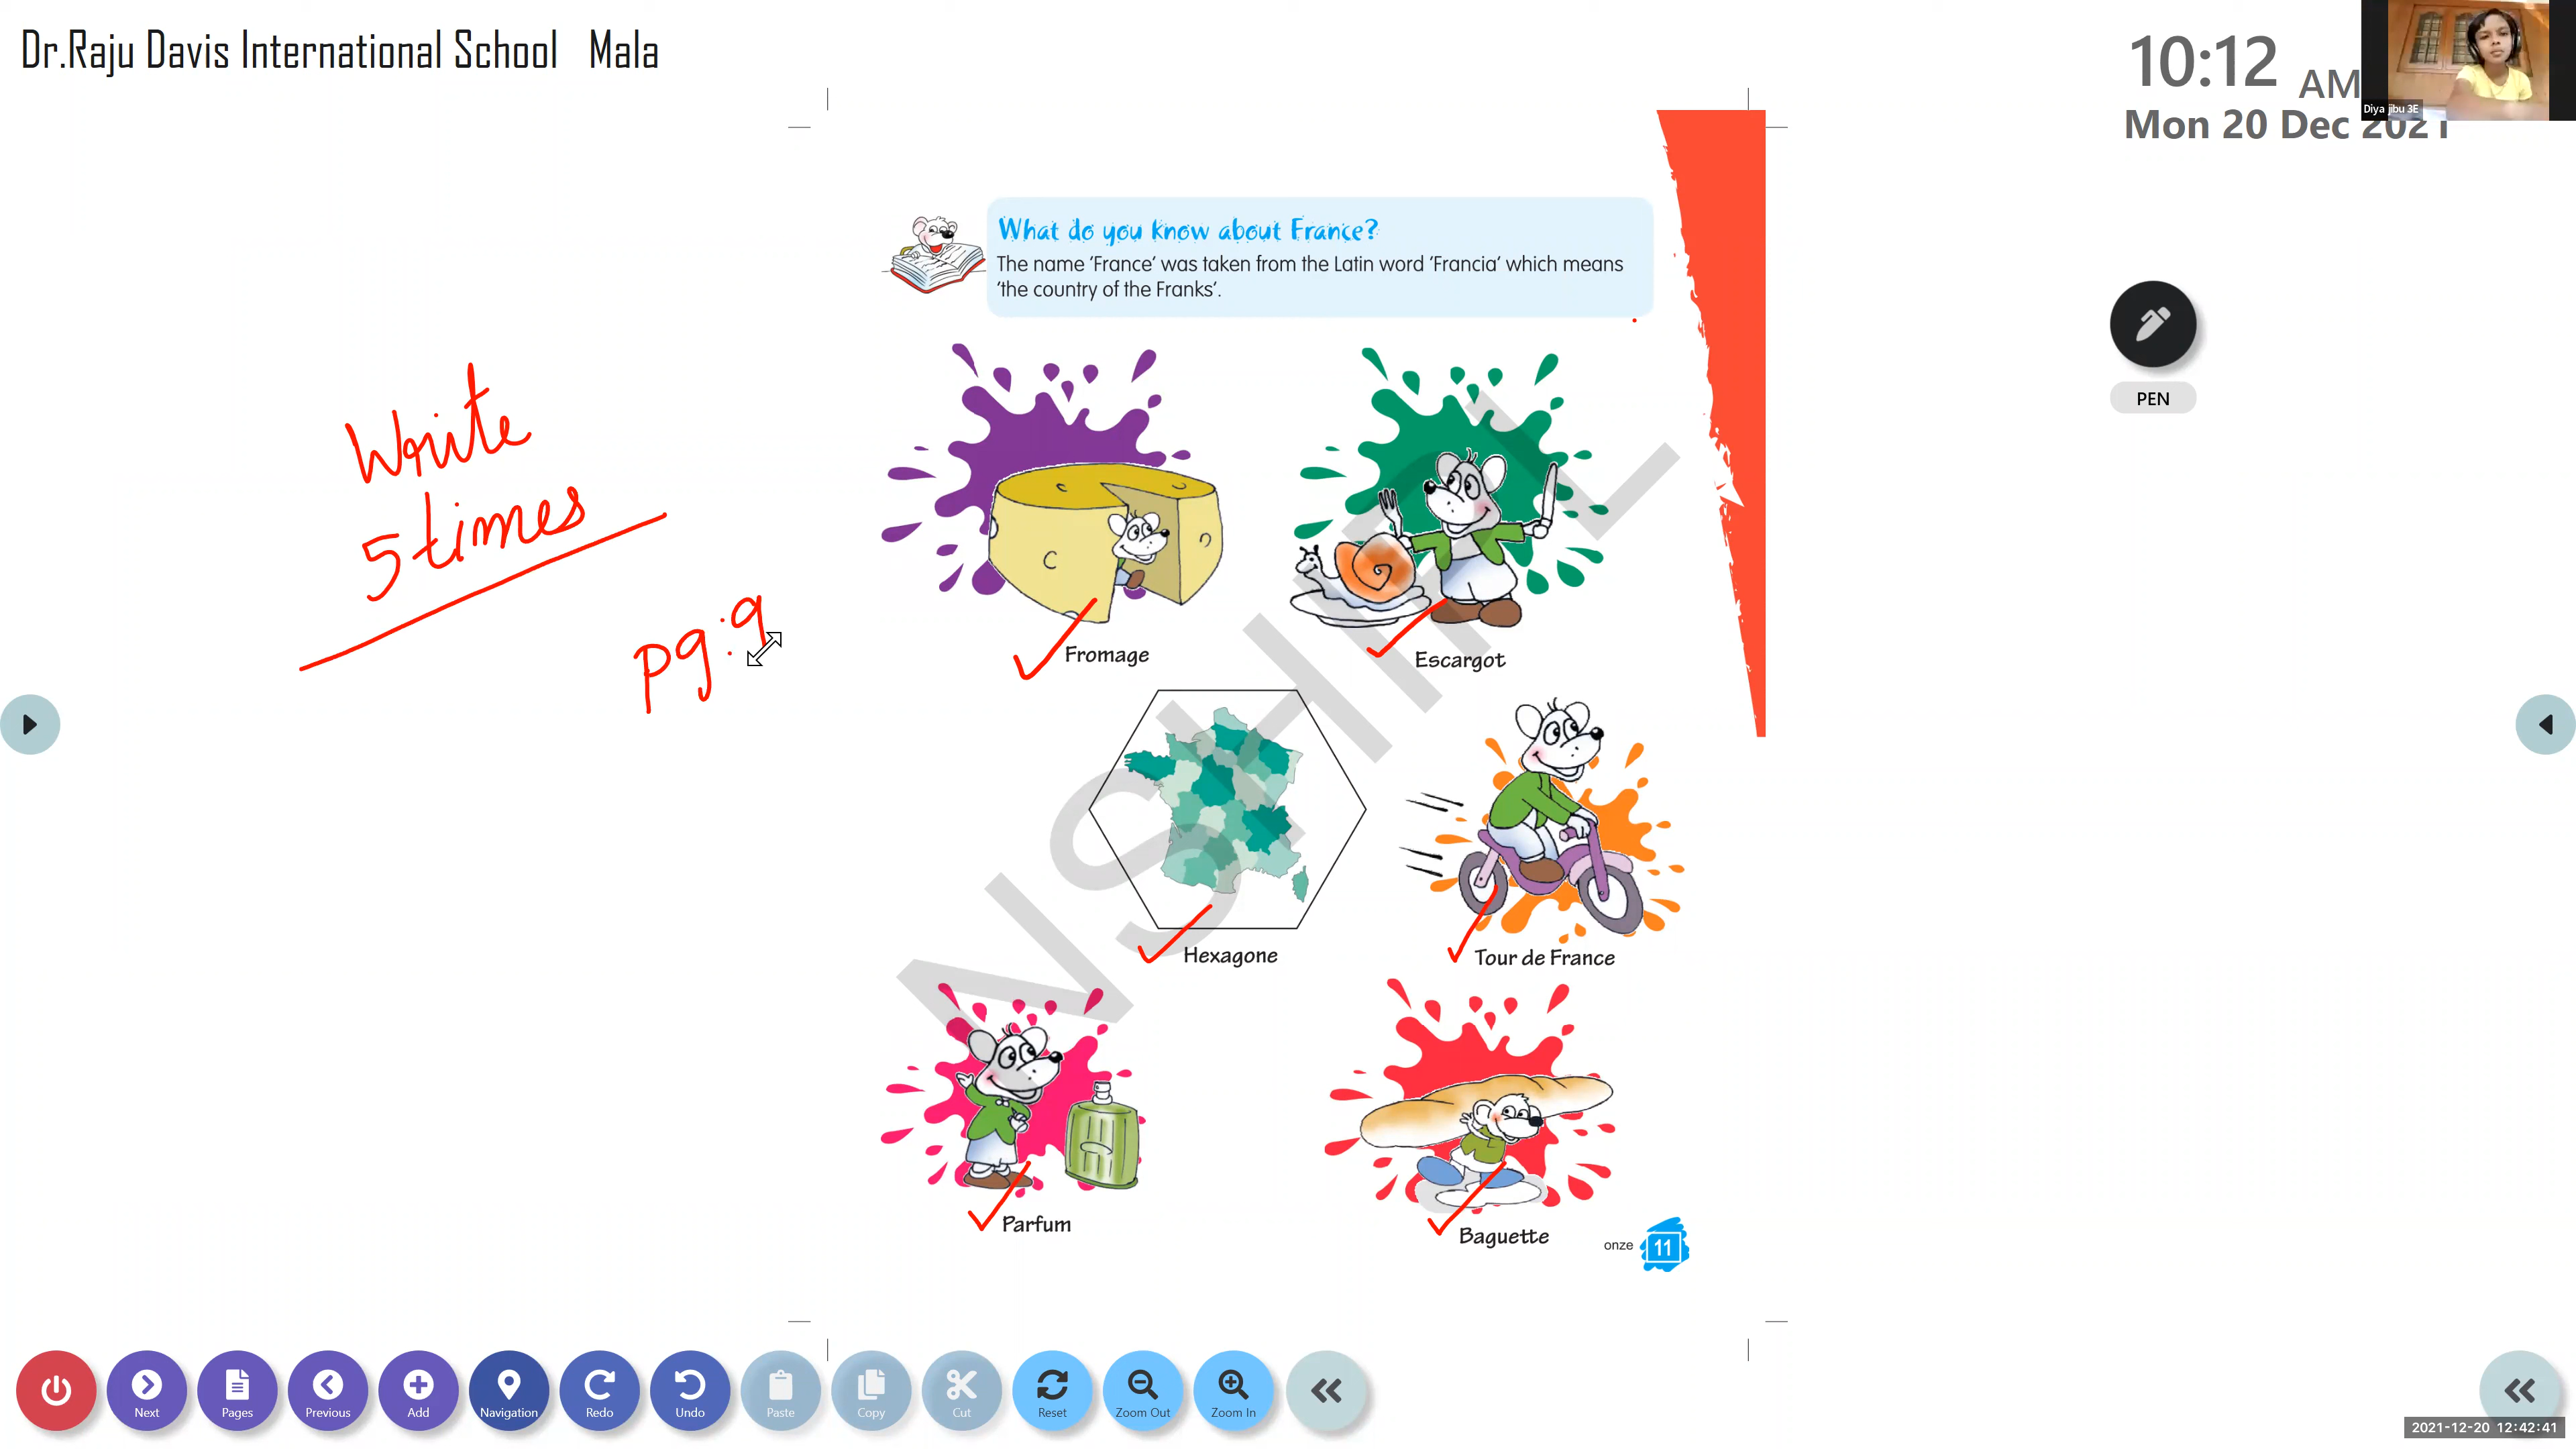 Dr.Raju Davis International School Mala
10:12 AM
Mon 20 Dec 2021
Diya jibu 3E
What do you know about France?
The name ‘France’ was taken from the Latin word ‘Francia’ which means
‘the country of the Franks’.
PEN
Write
5 times
pg:9
Fromage
Escargot
Hexagone
Tour de France
Parfum
Baguette
onze 11
NSHIFIL
Next
Pages
Previous
Add
Navigation
Redo
Undo
Paste
Copy
Cut
Reset
Zoom Out
Zoom In
2021-12-20 12:42:41